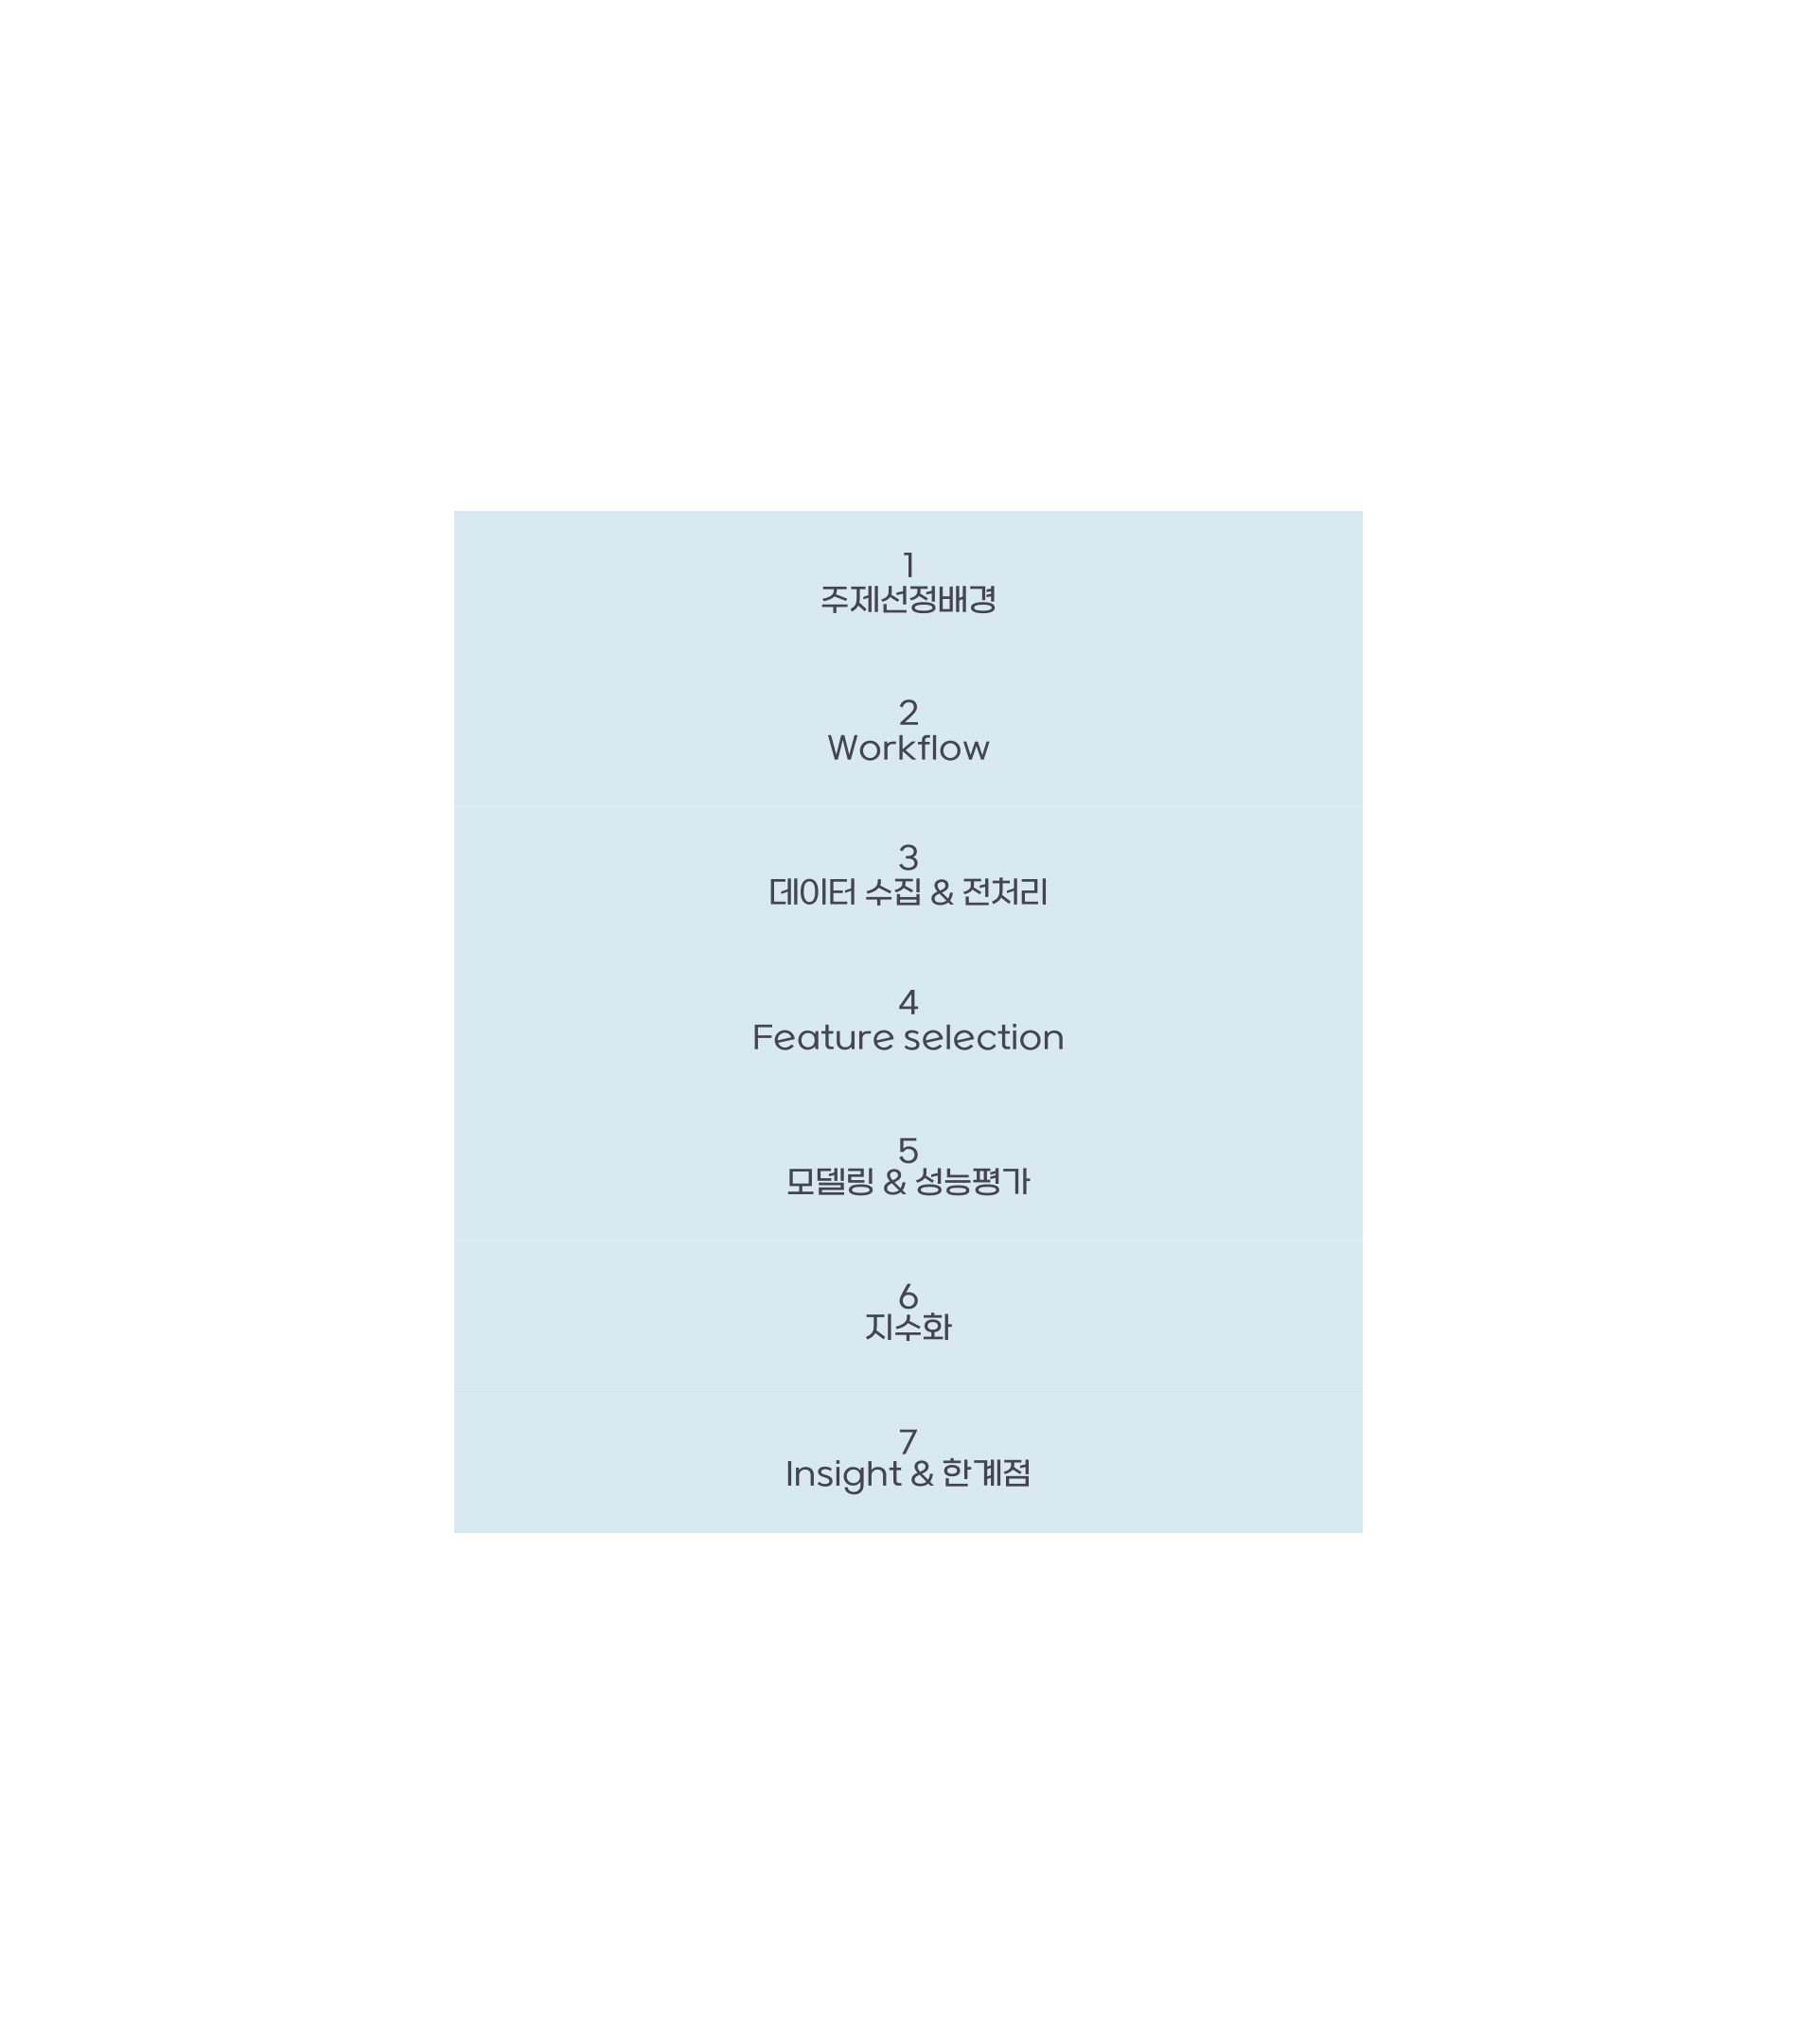 1
주제선정배경
2
Workflow
3
데이터 수집 & 전처리
4
Feature selection
5
모델링 & 성능평가
6
지수화
7
Insight & 한계점